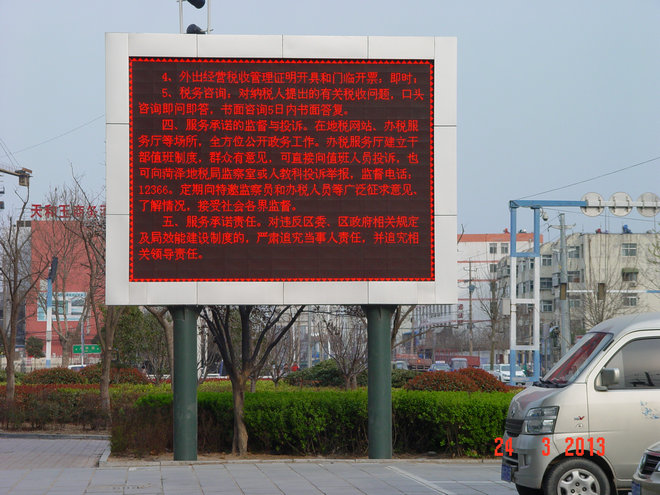 4、外出经营税收管理证明开具和门临开票，即时；
5、税务咨询，对纳税人提出的有关税收问题，口头
咨询即问即答，书面咨询5日内书面答复。
四、服务承诺的监督与投诉。在地税网站、办税
服务厅等场所，全方位公开政务工作。办税服务厅建立干
部值班制度，群众有意见，可直接向值班人员投诉，也
可向菏泽地税局监察室或人教科投诉举报，监督电话：
12366。定期向特邀监察员和办税人员等广泛征求意见、
了解情况，接受社会各界监督。
五、服务承诺责任。对违反区委、区政府相关规定
及局效能建设制度的，严肃追究当事人责任，并追究相
关领导责任。
24 3 2013